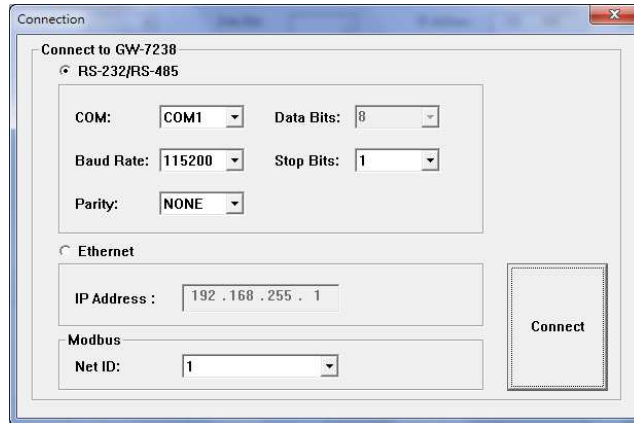 Connection
Connect to GW-7238
RS-232/RS-485
COM: COM1 Data Bits: 8
Baud Rate: 115200 Stop Bits: 1
Parity: NONE
Ethernet
IP Address : 192 . 168 . 255 . 1
Modbus
Net ID: 1
Connect